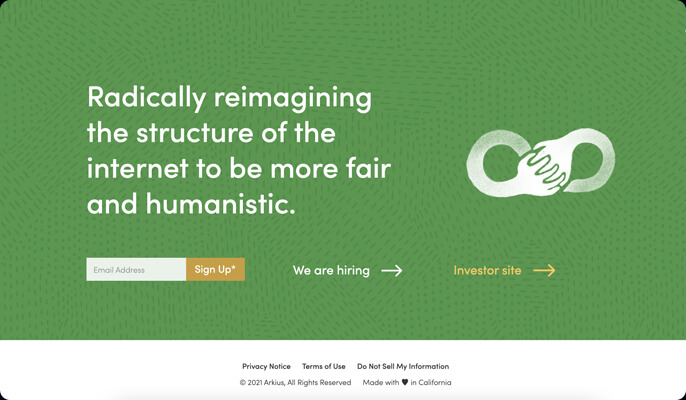 Radically reimagining
the structure of the
internet to be more fair
and humanistic.
Email Address
Sign Up*
We are hiring
Investor site
Privacy Notice Terms of Use Do Not Sell My Information
© 2021 Arkius, All Rights Reserved Made with ♥ in California